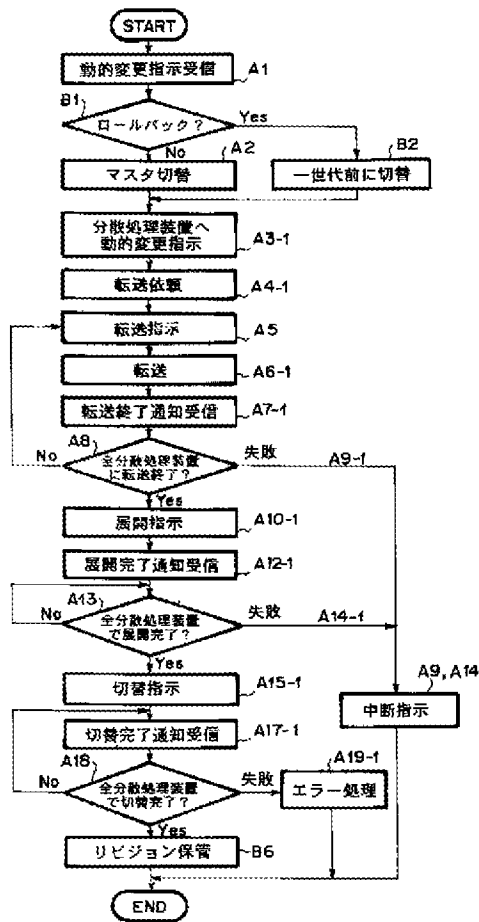 START
動的変更指示受信
A1
B1
ロールバック?
Yes
No
A2
マスタ切替
B2
一世代前に切替
分散処理装置へ
動的変更指示
A3-1
転送依頼
A4-1
転送指示
A5
転送
A6-1
転送終了通知受信
A7-1
A8
No
全分散処理装置
に転送終了?
失敗
A9-1
Yes
展開指示
A10-1
展開完了通知受信
A12-1
A13
No
全分散処理装置
で展開完了?
失敗
A14-1
Yes
切替指示
A15-1
A9,A14
中断指示
切替完了通知受信
A17-1
A18
No
全分散処理装置
で切替完了?
失敗
A19-1
エラー処理
Yes
リビジョン保管
B6
END